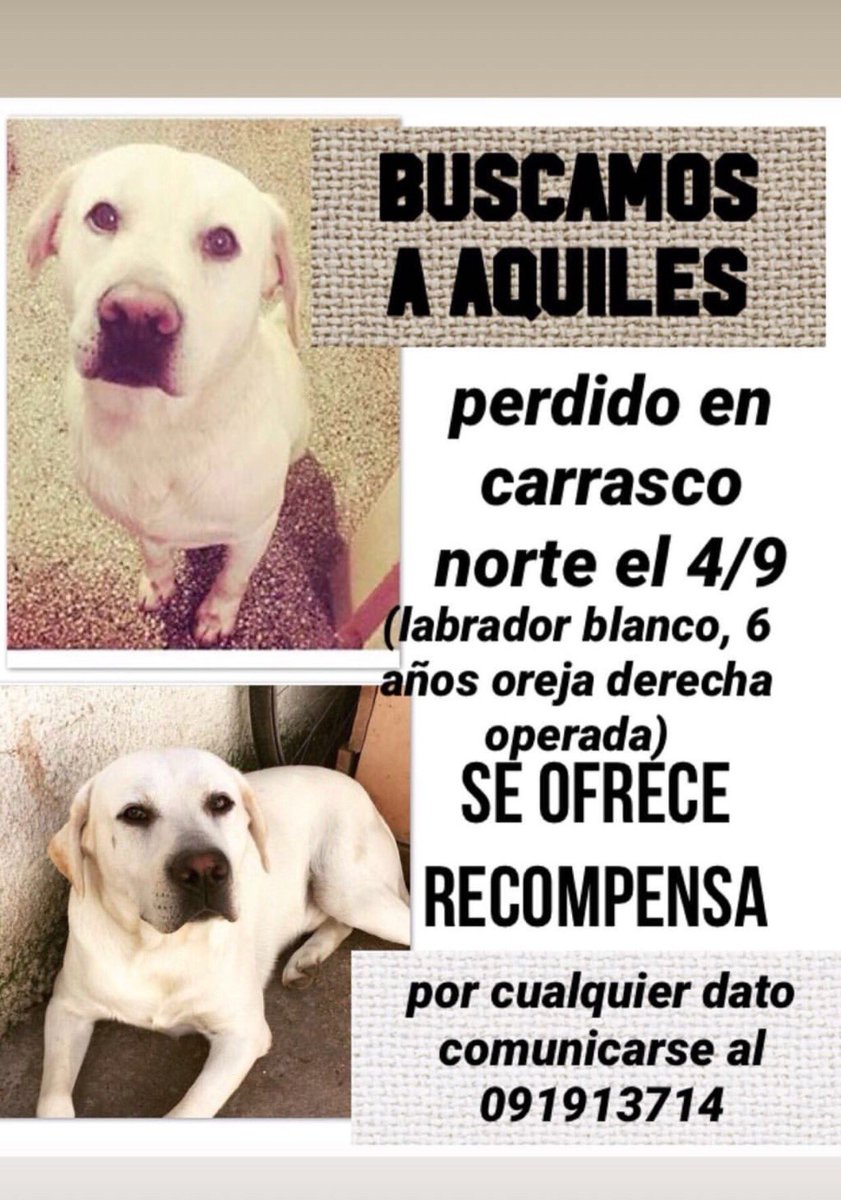 BUSCAMOS
A AQUILES
perdido en
carrasco
norte el 4/9
(labrador blanco, 6
años oreja derecha
operada)
SE OFRECE
RECOMPENSA
por cualquier dato
comunicarse al
091913714